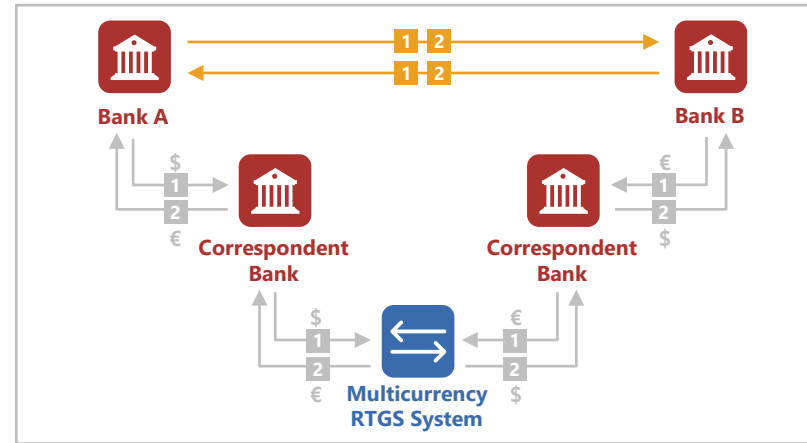 1 2
1 2
Bank A
Bank B
$
1
2
€
€
1
2
$
Correspondent
Bank
Correspondent
Bank
$
1
2
€
€
1
2
$
Multicurrency
RTGS System